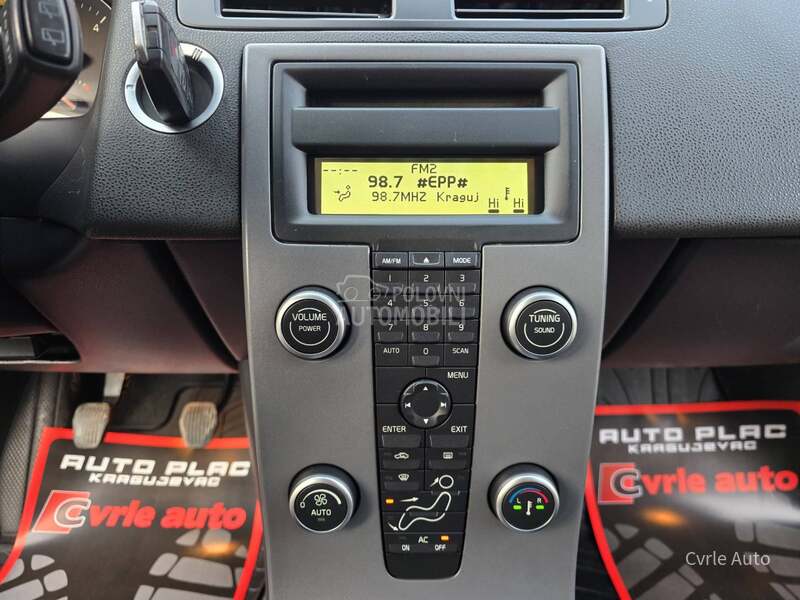 4
FM2
--:--
98.7 #EPP#
98.7MHZ Kraguj
Hi Hi
AM/FM MODE
1 2 3
4 5 6
7 8 9
AUTO 0 SCAN
VOLUME
POWER
TUNING
SOUND
POLOVNI
AUTOMOBILI
MENU
ENTER EXIT
0
AUTO
L R
AC
ON OFF
AUTO PLAC
KRAGUJEVAC
Cvrle auto
AUTO PLAC
KRAGUJEVAC
Cvrle auto
Cvrle Auto